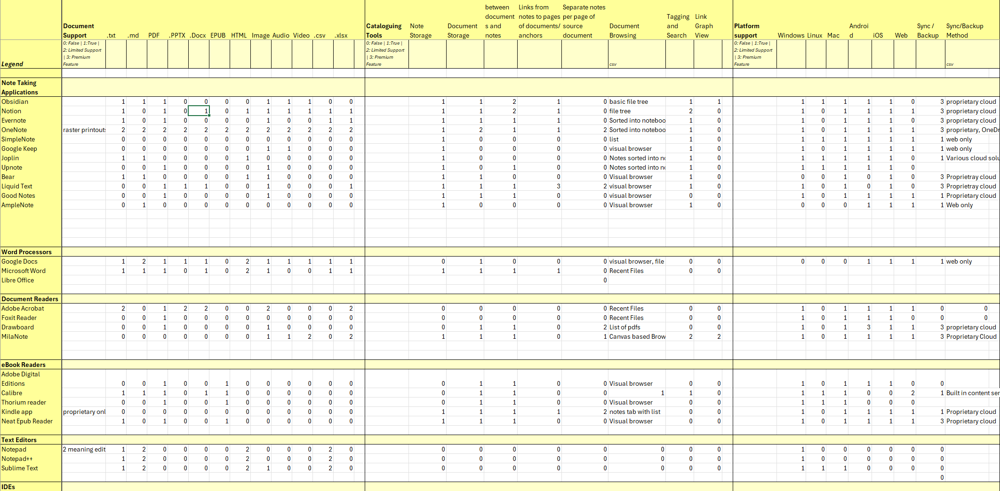 between Links from Separate notes
document notes to pages per page of Tagging Link
Document Cataloguing Note Document s and of documents/ source Document and Graph Platform Androi Sync / Sync/Backup
Support .txt .md PDF .PPTX .Docx EPUB HTML Image Audio Video .csv .xlsx Tools Storage Storage notes anchors document Browsing Search View support Windows Linux Mac d iOS Web Backup Method
0: False | 1:True | 0: False | 1:True | 0: False | 1:True |
2: Limited Support 2: Limited Support 2: Limited Support
| 3: Premium | 3: Premium | 3: Premium
Legend Feature Feature csv Feature csv
Note Taking
Applications
Obsidian 1 1 1 0 0 0 0 1 1 1 0 0 1 1 2 1 0 basic file tree 1 1 1 1 1 1 1 0 3 proprietary cloud
Notion 1 0 1 0 1 0 1 1 1 1 1 1 1 1 2 1 0 file tree 2 0 1 0 1 1 1 1 3 proprietary cloud
Evernote 1 0 1 0 0 0 0 1 0 0 1 1 1 1 1 1 0 Sorted into noteboo 1 0 1 0 1 1 1 0 3 proprietary cloud
OneNote raster printouts 2 2 2 2 2 2 2 2 2 2 2 2 1 2 1 1 2 Sorted into noteboo 1 0 1 0 1 1 1 1 3 proprietary, OneDr
SimpleNote 0 0 0 0 0 0 0 0 0 0 0 0 1 0 0 0 0 list 1 0 1 1 1 1 1 1 1 web only
Google Keep 0 0 0 0 0 0 0 1 1 0 0 0 1 0 0 0 0 visual browser 1 0 1 0 1 1 1 1 1 web only
Joplin 1 1 0 0 0 0 1 0 0 0 0 0 1 0 0 0 0 Notes sorted into no 1 0 1 1 1 1 1 0 1 Various cloud solu
Upnote 0 0 1 0 0 0 0 1 0 0 0 0 1 0 1 0 0 Notes sorted into no 1 0 1 1 1 1 1 0
Bear 1 1 0 0 0 0 1 1 0 0 0 0 1 1 0 0 0 Visual browser 1 0 0 0 1 0 1 0 3 Proprietray cloud
Liquid Text 0 0 1 1 1 0 0 1 0 0 0 1 1 1 1 3 2 visual browser 1 0 1 0 1 0 1 0 3 Proprietray cloud
Good Notes 0 0 1 0 0 0 0 1 0 0 0 0 1 1 1 0 0 visual browser 0 0 1 0 1 1 1 1 1 Proprietary cloud
AmpleNote 0 1 0 0 0 0 0 0 0 0 0 0 1 0 0 0 0 Visual browser 1 0 0 0 0 1 1 1 1 Web only
Word Processors
Google Docs 1 2 1 1 1 0 2 1 1 1 1 1 0 1 0 0 0 visual browser, file 0 0 0 0 0 1 1 1 1 web only
Microsoft Word 1 1 1 0 1 0 2 1 0 0 1 1 1 1 1 1 0 Recent Files 0 0
Libre Office 0
Document Readers
Adobe Acrobat 2 0 1 2 2 0 0 2 0 0 0 2 0 0 0 0 0 Recent Files 0 0 1 0 1 1 1 1 0 0
Foxit Reader 0 0 1 0 0 0 0 0 0 0 0 0 0 0 0 0 0 Recent Files 0 0 1 0 1 1 1 0 0 0
Drawboard 0 0 1 0 0 0 0 1 0 0 0 0 0 1 1 0 2 List of pdfs 0 0 1 0 1 3 1 1 3 proprietary cloud
MilaNote 0 0 0 0 0 0 0 1 1 2 0 2 1 1 1 0 1 Canvas based Brow 2 2 1 0 1 1 1 1 3 Proprietary Cloud
eBook Readers
Adobe Digital
Editions 0 0 1 0 0 1 0 0 0 0 0 0 0 1 1 0 0 Visual browser 0 0 1 0 1 1 1 0 0
Calibre 1 1 1 0 1 1 0 0 0 0 0 0 0 1 1 0 0 1 1 0 1 1 1 0 0 2 1 Built in content ser
Thorium reader 0 0 1 0 0 1 0 0 0 0 0 0 0 1 1 0 0 Visual browser 0 0 1 1 1 0 0 0
Kindle app proprietary onl 0 0 0 0 0 0 0 0 0 0 0 0 1 1 1 1 2 notes tab with list 0 0 1 0 1 1 1 1 1 Proprietary cloud
Neat Epub Reader 1 0 1 0 0 1 0 0 0 0 0 0 1 1 1 0 0 Visual browser 0 0 1 0 1 1 1 1 3 Proprietary cloud
Text Editors
Notepad 2 meaning edit 1 2 0 0 0 0 2 0 0 0 2 0 0 0 0 0 0 0 0 0 1 0 0 0 0 0 0
Notepad++ 1 2 0 0 0 0 2 0 0 0 2 0 0 0 0 0 0 0 0 0 1 0 0 0 0 0 0
Sublime Text 1 2 0 0 0 0 2 1 0 0 2 0 0 0 0 0 0 0 0 0 1 1 1 0 0 0 0
0
IDEs